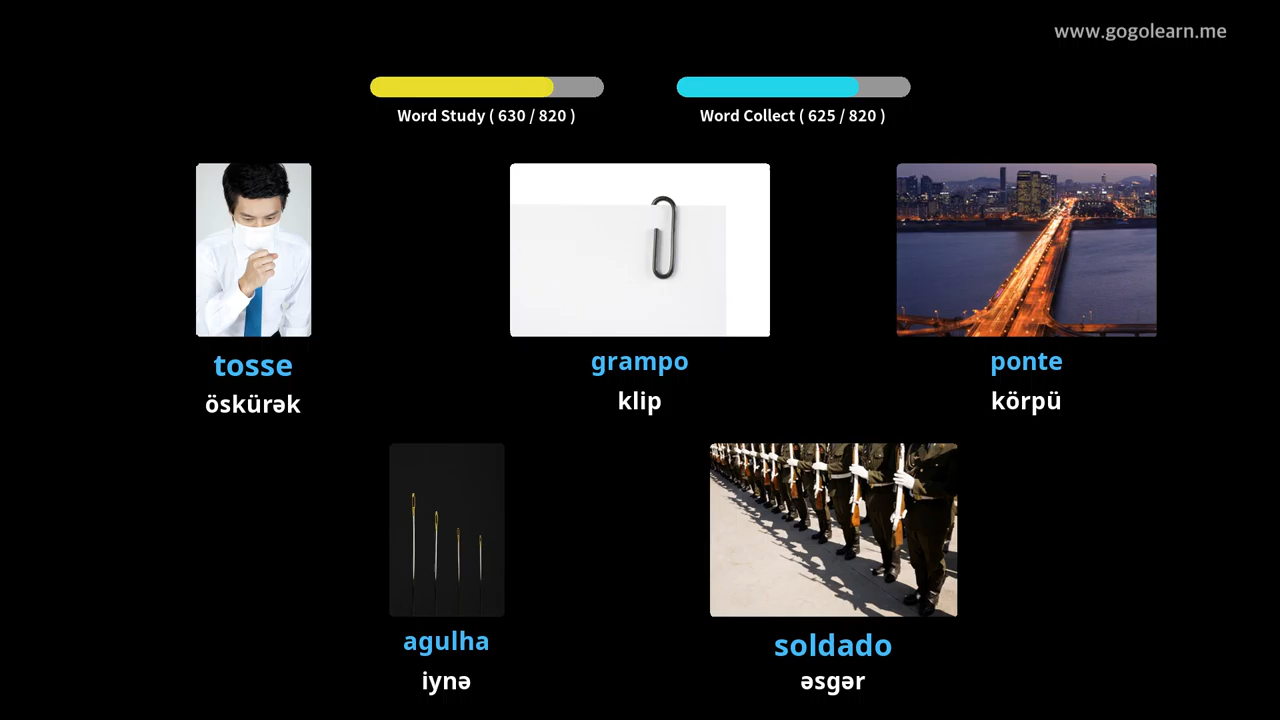 www.gogolearn.me
Word Study ( 630 / 820 )
Word Collect ( 625 / 820 )
tosse
öskürək
grampo
klip
ponte
körpü
agulha
iynə
soldado
əsgər